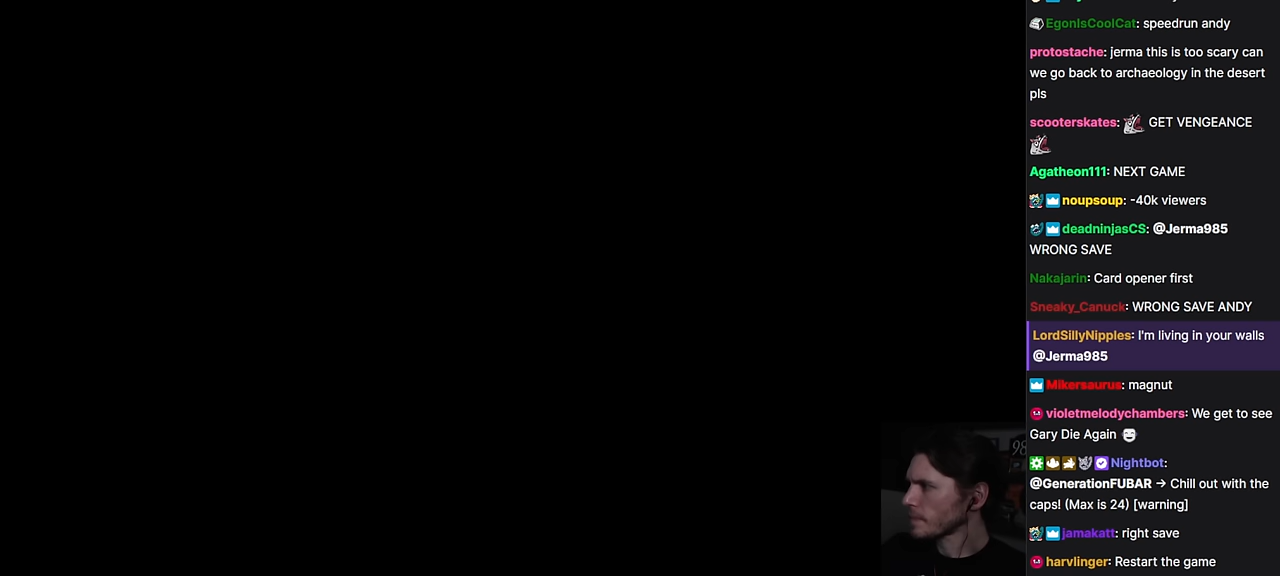 EgonIsCoolCat: speedrun andy
protostache: jerma this is too scary can
we go back to archaeology in the desert
pls
scooterskates: GET VENGEANCE
Agatheon111: NEXT GAME
noupsoup: -40k viewers
deadninjasCS: @Jerma985
WRONG SAVE
Nakajarin: Card opener first
Sneaky_Canuck: WRONG SAVE ANDY
LordSillyNipples: I'm living in your walls
@Jerma985
Mikersaurus: magnut
violetmelodychambers: We get to see
Gary Die Again
Nightbot:
@GenerationFUBAR → Chill out with the
caps! (Max is 24) [warning]
jamakatt: right save
harvlinger: Restart the game
98